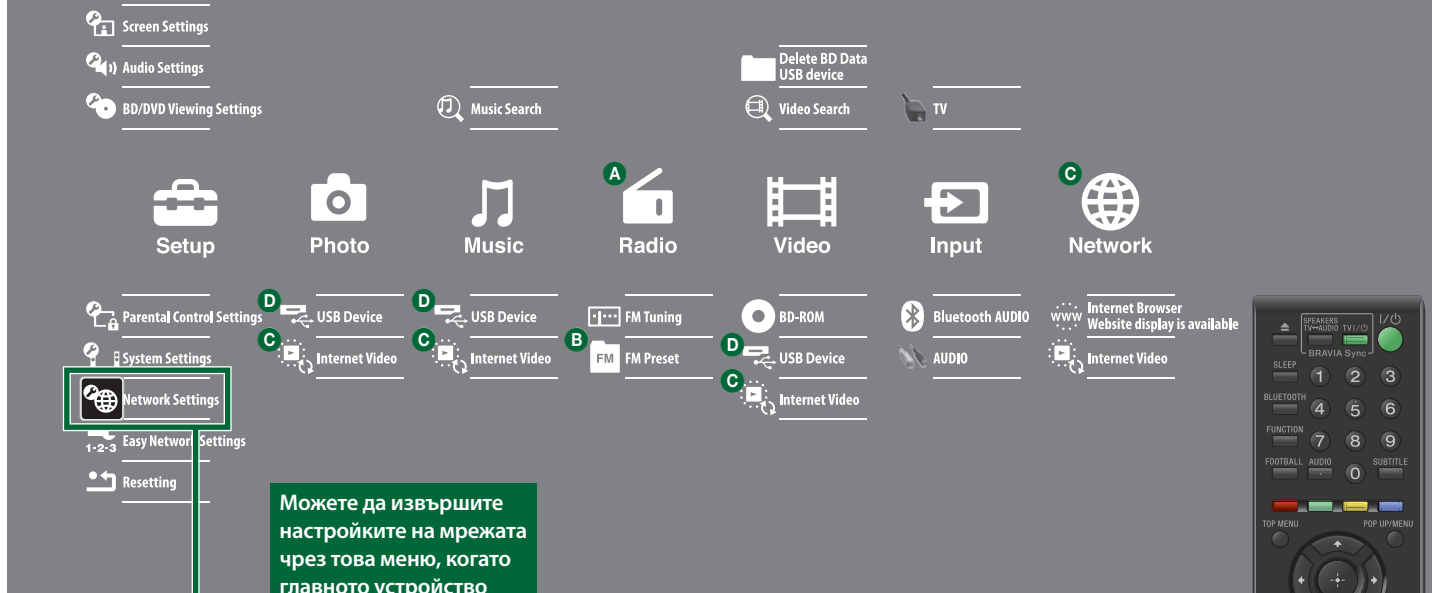 Screen Settings
Audio Settings
BD/DVD Viewing Settings
Music Search
Delete BD Data
USB device
Video Search
TV
A
C
Setup
Photo
Music
Radio
Video
Input
Network
Parental Control Settings
System Settings
Network Settings
1-2-3
Easy Network Settings
Resetting
D
USB Device
C
Internet Video
D
USB Device
C
Internet Video
FM Tuning
B
FM
FM Preset
BD-ROM
D
USB Device
C
Internet Video
Bluetooth AUDIO
AUDIO
www
Internet Browser
Website display is available
Internet Video
Можете да извършите
настройките на мрежата
чрез това меню, когато
главното устройство
SPEAKERS
TV↔AUDIO
TV I/⏻
I/⏻
BRAVIA Sync
SLEEP
1 2 3
BLUETOOTH
4 5 6
FUNCTION
7 8 9
FOOTBALL
AUDIO
0
SUBTITLE
TOP MENU
POP UP/MENU